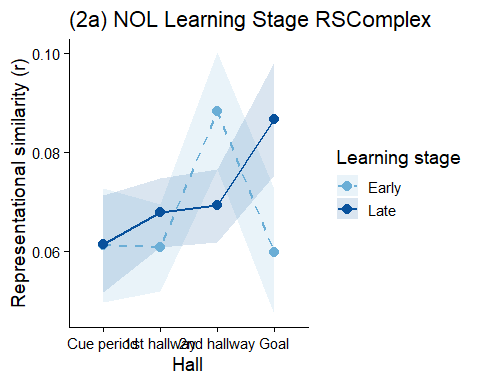 (2a) NOL Learning Stage RSComplex
Representational similarity (r)
0.10
0.08
0.06
Cue period 1st hallway 2nd hallway Goal
Hall
Learning stage
Early
Late